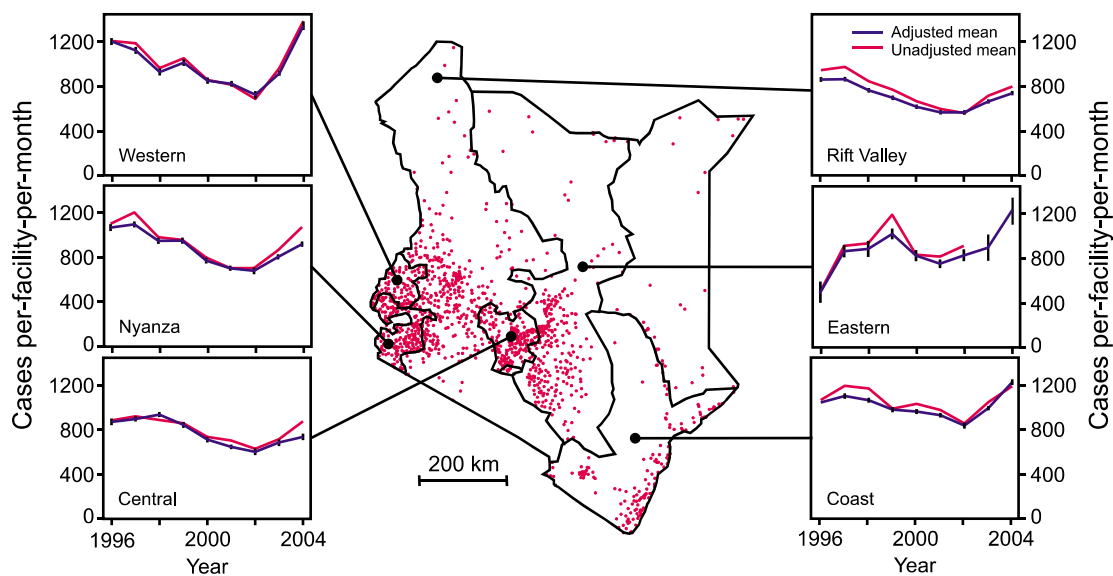 Cases per-facility-per-month
1200
800
400
0
Western
1200
800
400
0
Nyanza
1200
800
400
0
Central
1996
2000
2004
Year
200 km
Adjusted mean
Unadjusted mean
1200
800
400
0
Rift Valley
1200
800
400
0
Eastern
1200
800
400
0
Coast
1996
2000
2004
Year
Cases per-facility-per-month